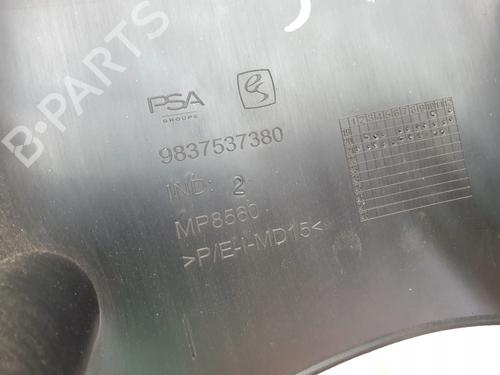 B-PARTS
PSA
GROUPE
9837537380
IND: 2
MP8560
>P/E-I-MD15<